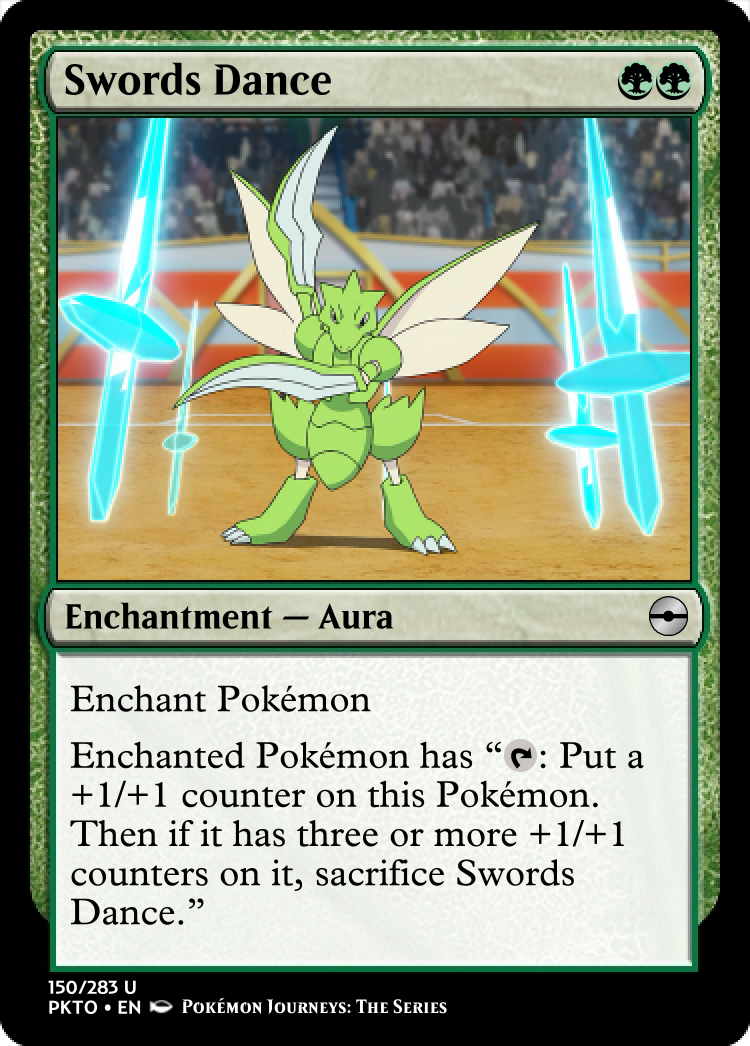 Swords Dance
Enchantment — Aura
Enchant Pokémon
Enchanted Pokémon has “: Put a
+1/+1 counter on this Pokémon.
Then if it has three or more +1/+1
counters on it, sacrifice Swords
Dance.”
150/283 U
PKTO • EN Pokémon Journeys: The Series